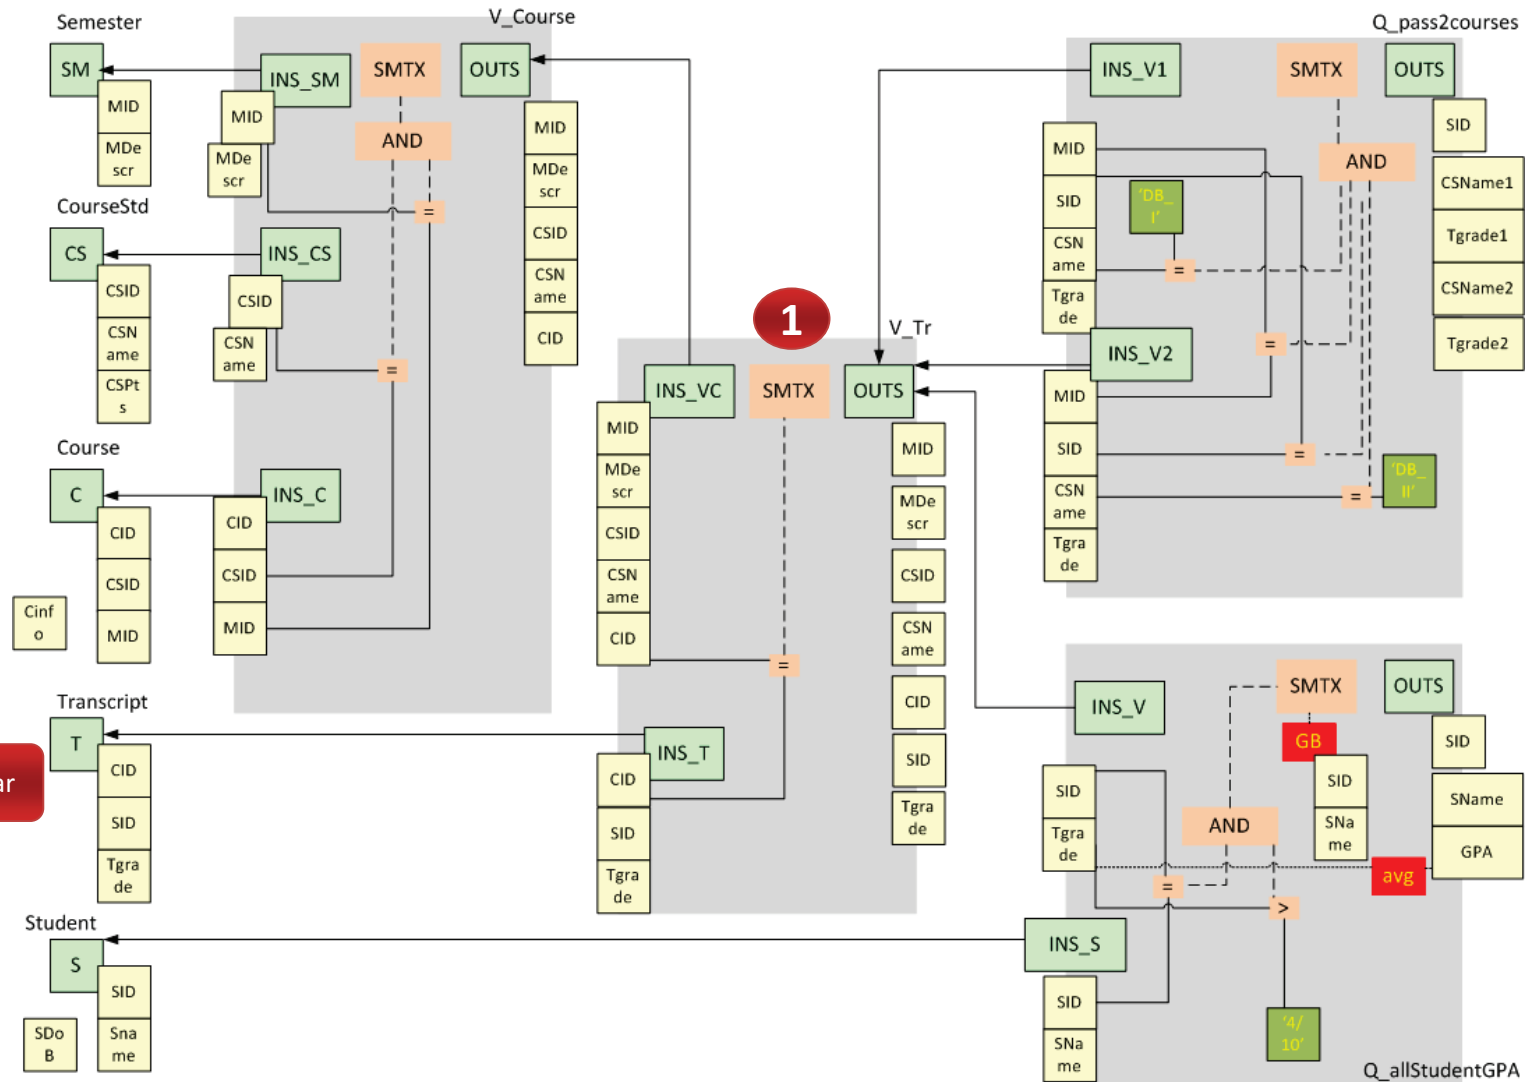 Semester
SM
MID
MDe
scr
CourseStd
CS
CSID
CSN
ame
CSPt
s
Course
C
CID
CSID
MID
Cinf
o
Transcript
T
CID
SID
Tgra
de
ar
Student
S
SID
Sna
me
SDo
B
V_Course
INS_SM
SMTX
OUTS
MID
MDe
scr
AND
=
INS_CS
CSID
CSN
ame
=
INS_C
CID
CSID
MID
MID
MDe
scr
CSID
CSN
ame
CID
1
V_Tr
INS_VC
SMTX
OUTS
MID
MDe
scr
CSID
CSN
ame
CID
=
INS_T
CID
SID
Tgra
de
MID
MDe
scr
CSID
CSN
ame
CID
SID
Tgra
de
Q_pass2courses
INS_V1
SMTX
OUTS
MID
SID
CSN
ame
Tgra
de
'DB_
I'
=
AND
=
INS_V2
MID
SID
CSN
ame
Tgra
de
=
=
'DB_
II'
SID
CSName1
Tgrade1
CSName2
Tgrade2
INS_V
SMTX
OUTS
GB
SID
SNa
me
SID
Tgra
de
AND
=
>
avg
SID
SName
GPA
INS_S
SID
SNa
me
'4/
10'
Q_allStudentGPA